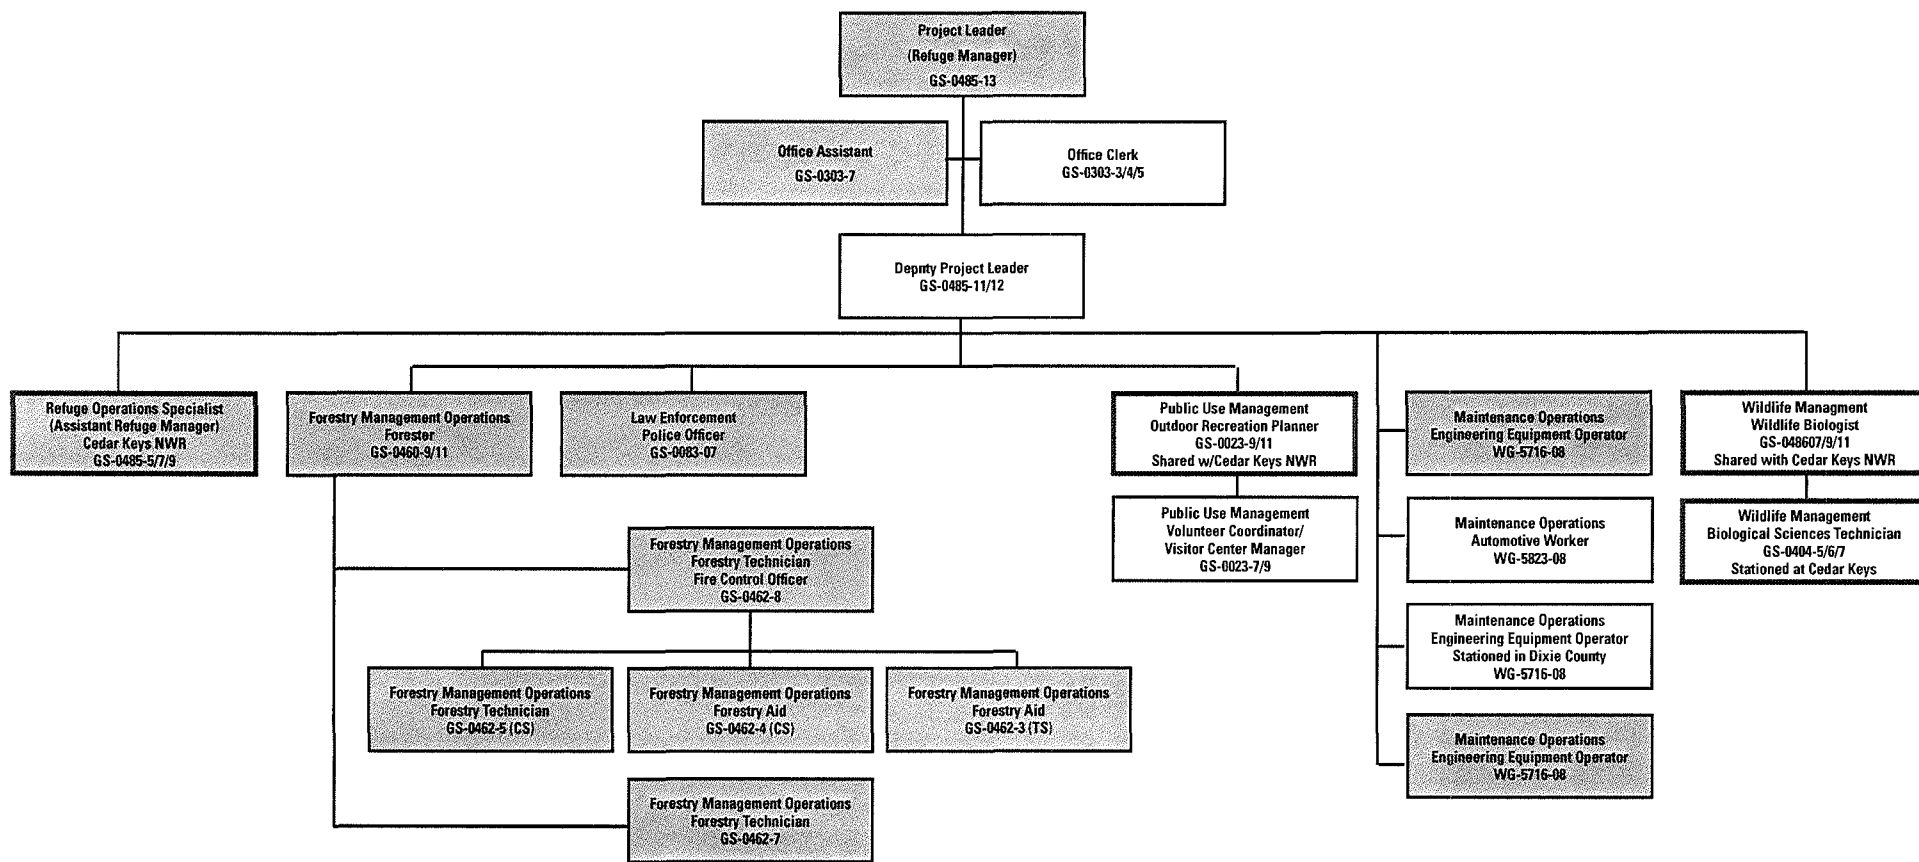 Project Leader
(Refuge Manager)
GS-0485-13
Office Assistant
GS-0303-7
Office Clerk
GS-0303-3/4/5
Depnty Project Leader
GS-0485-11/12
Refuge Operations Specialist
(Assistant Refuge Manager)
Cedar Keys NWR
GS-0485-5/7/9
Forestry Management Operations
Forester
GS-0460-9/11
Law Enforcement
Police Officer
GS-0083-07
Public Use Management
Outdoor Recreation Planner
GS-0023-9/11
Shared w/Cedar Keys NWR
Maintenance Operations
Engineering Equipment Operator
WG-5716-08
Wildlife Managment
Wildlife Biologist
GS-048607/9/11
Shared with Cedar Keys NWR
Public Use Management
Volunteer Coordinator/
Visitor Center Manager
GS-0023-7/9
Maintenance Operations
Automotive Worker
WG-5823-08
Wildlife Management
Biological Sciences Technician
GS-0404-5/6/7
Stationed at Cedar Keys
Forestry Management Operations
Forestry Technician
Fire Control Officer
GS-0462-8
Maintenance Operations
Engineering Equipment Operator
Stationed in Dixie County
WG-5716-08
Forestry Management Operations
Forestry Technician
GS-0462-5 (CS)
Forestry Management Operations
Forestry Aid
GS-0462-4 (CS)
Forestry Management Operations
Forestry Aid
GS-0462-3 (TS)
Maintenance Operations
Engineering Equipment Operator
WG-5716-08
Forestry Management Operations
Forestry Technician
GS-0462-7